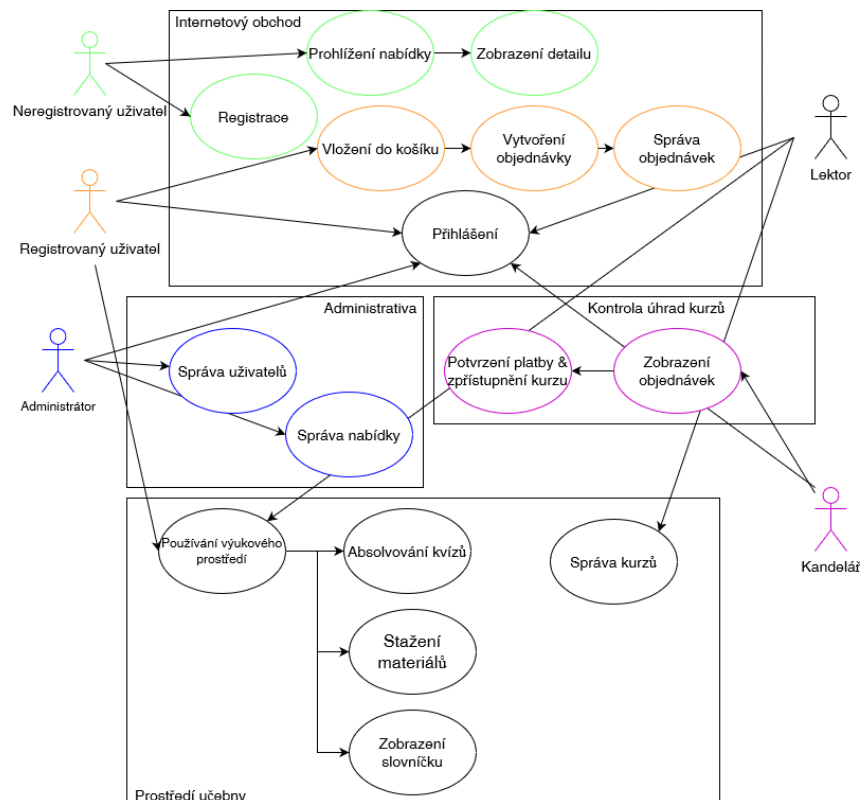 Internetový obchod
Prohlížení nabídky
Zobrazení detailu
Neregistrovaný uživatel
Registrace
Vložení do košíku
Vytvoření
objednávky
Správa
objednávek
Lektor
Registrovaný uživatel
Přihlášení
Administrativa
Kontrola úhrad kurzů
Správa uživatelů
Potvrzení platby &
zpřístupnění kurzu
Zobrazení
objednávek
Administrátor
Správa nabídky
Používání výukového
prostředí
Absolvování kvízů
Správa kurzů
Kandelář
Stažení
materiálů
Zobrazení
slovníčku
Prostředí učebny